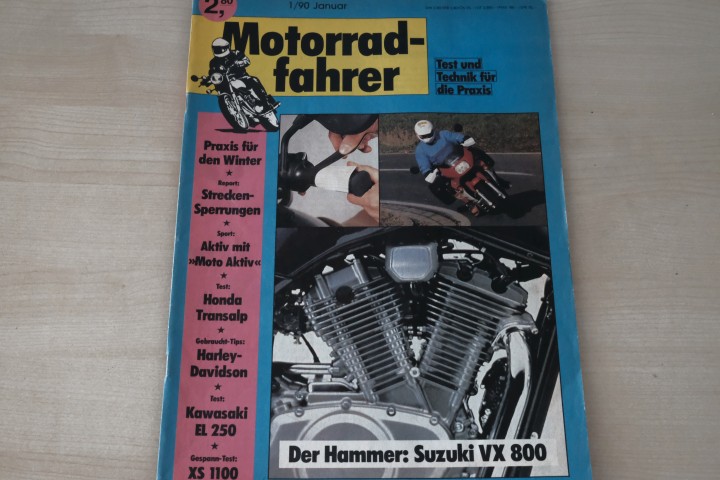 2,80
1/90 Januar
Motorrad-
fahrer
Test und
Technik für
die Praxis
Praxis für
den Winter
★
Report:
Strecken-
Sperrungen
★
Sport:
Aktiv mit
»Moto Aktiv«
★
Test:
Honda
Transalp
★
Gebraucht-Tips:
Harley-
Davidson
★
Test:
Kawasaki
EL 250
★
Gespann-Test:
XS 1100
Der Hammer: Suzuki VX 800